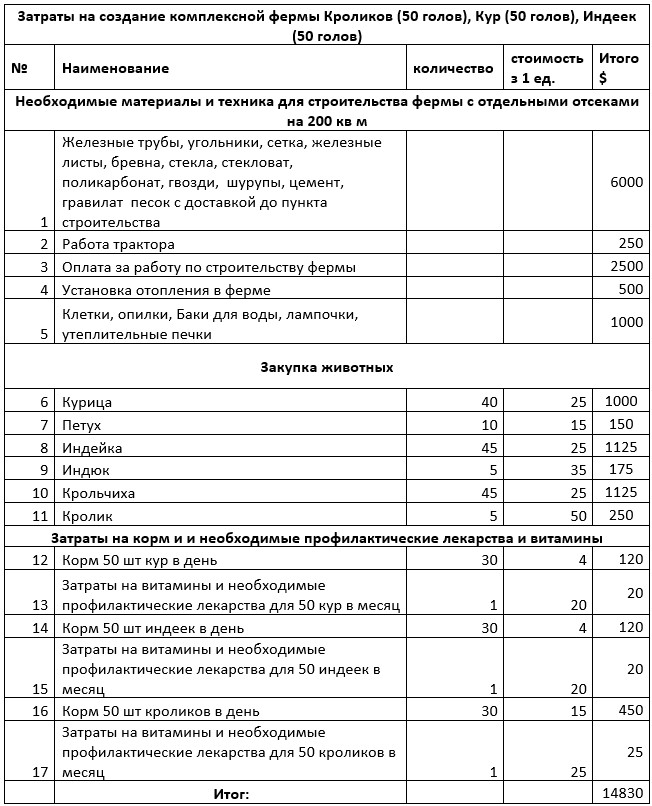 Затраты на создание комплексной фермы Кроликов (50 голов), Кур (50 голов), Индеек
(50 голов)
№ Наименование количество стоимость з 1 ед. Итого $
Необходимые материалы и техника для строительства фермы с отдельными отсеками
на 200 кв м
Железные трубы, угольники, сетка, железные
листы, бревна, стекла, стекловат,
поликарбонат, гвозди, шурупы, цемент,
гравилат песок с доставкой до пункта
1 строительства 6000
2 Работа трактора 250
3 Оплата за работу по строительству фермы 2500
4 Установка отопления в ферме 500
Клетки, опилки, Баки для воды, лампочки,
5 утеплительные печки 1000
Закупка животных
6 Курица 40 25 1000
7 Петух 10 15 150
8 Индейка 45 25 1125
9 Индюк 5 35 175
10 Крольчиха 45 25 1125
11 Кролик 5 50 250
Затраты на корм и и необходимые профилактические лекарства и витамины
12 Корм 50 шт кур в день 30 4 120
Затраты на витамины и необходимые
13 профилактические лекарства для 50 кур в месяц 1 20 20
14 Корм 50 шт индеек в день 30 4 120
Затраты на витамины и необходимые
профилактические лекарства для 50 индеек в
15 месяц 1 20 20
16 Корм 50 шт кроликов в день 30 15 450
Затраты на витамины и необходимые
профилактические лекарства для 50 кроликов в
17 месяц 1 25 25
Итог: 14830